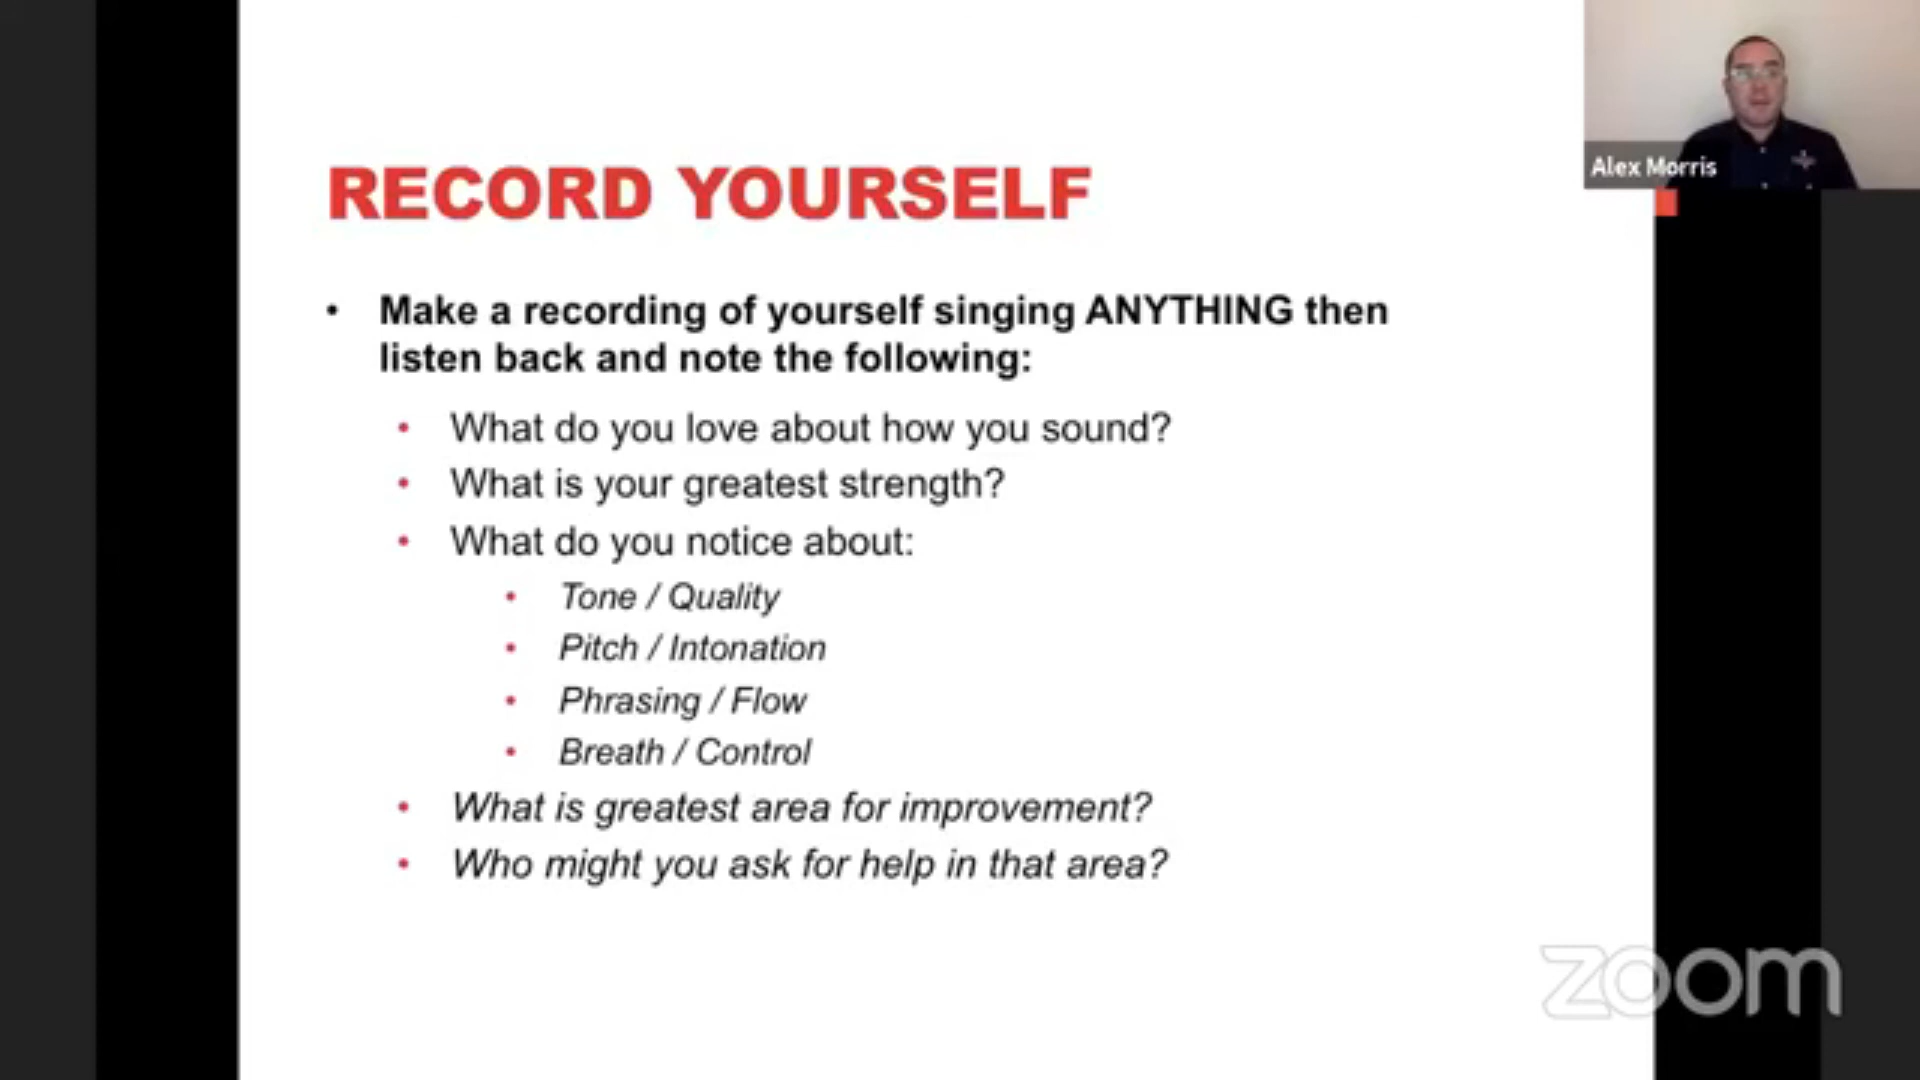 RECORD YOURSELF
• Make a recording of yourself singing ANYTHING then
listen back and note the following:
• What do you love about how you sound?
• What is your greatest strength?
• What do you notice about:
• Tone / Quality
• Pitch / Intonation
• Phrasing / Flow
• Breath / Control
• What is greatest area for improvement?
• Who might you ask for help in that area?
Alex Morris
zoom